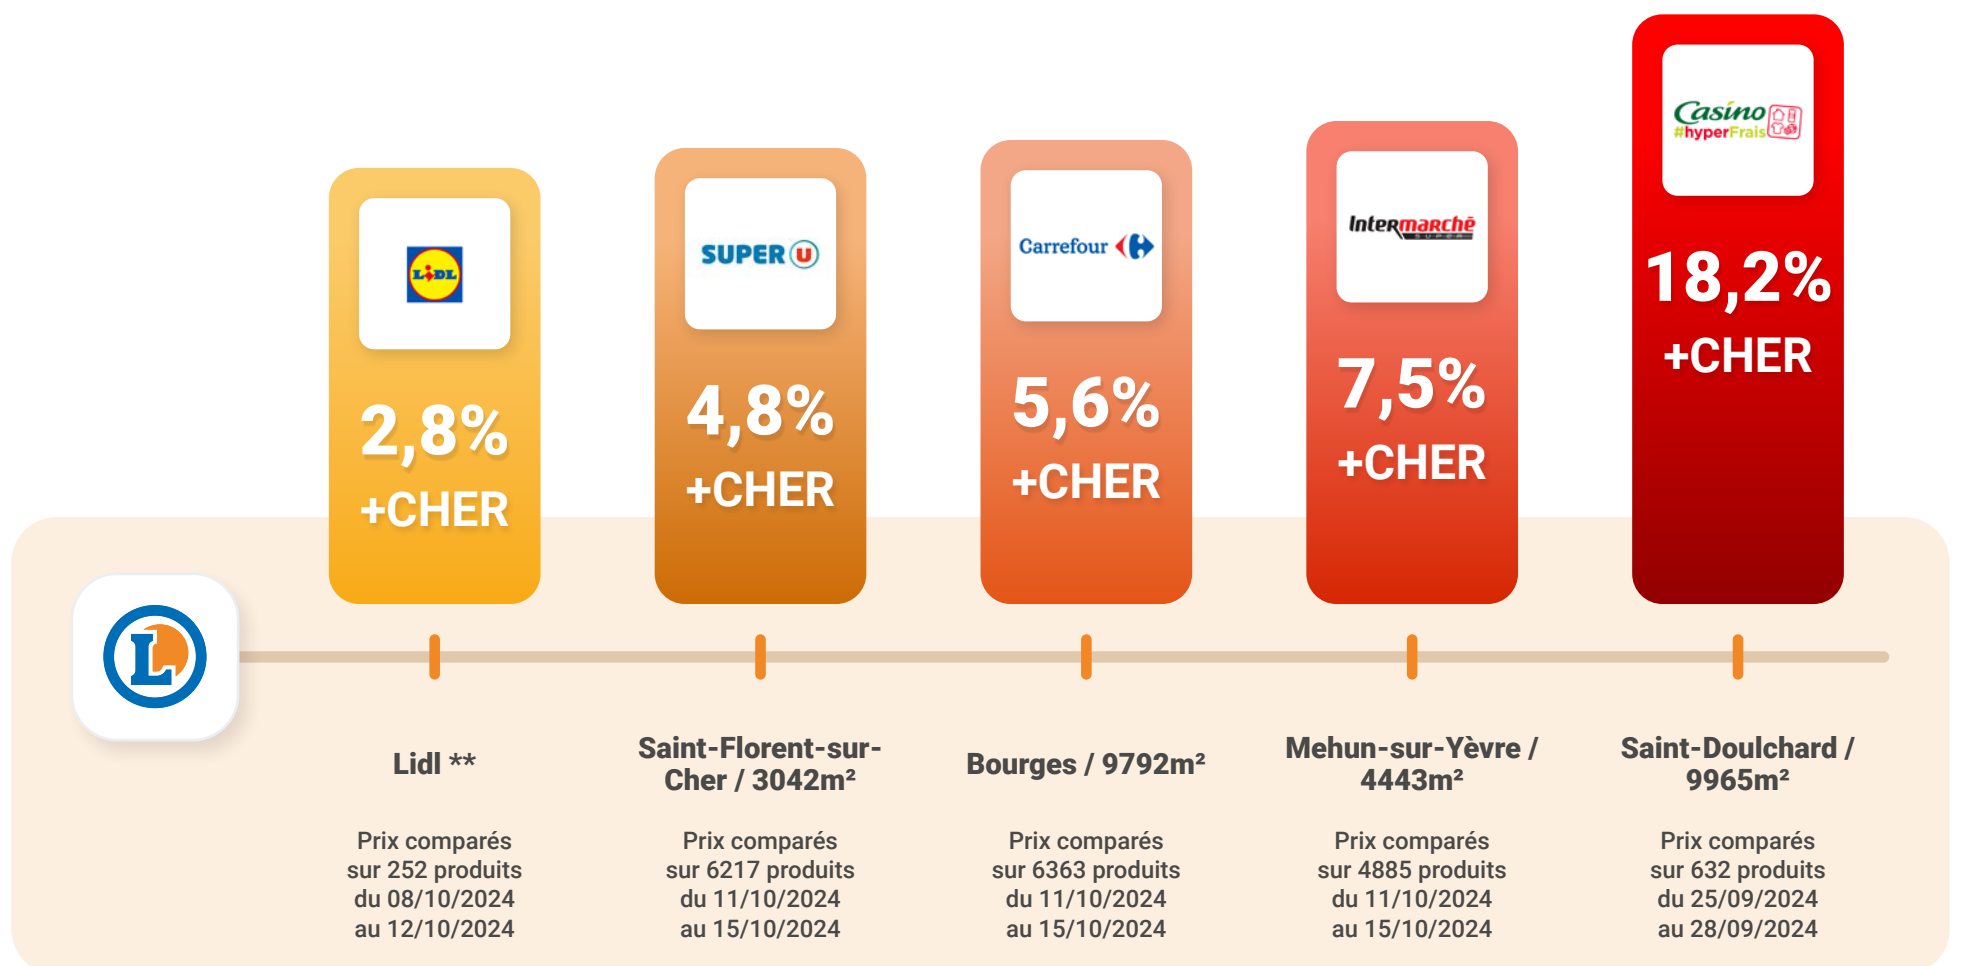 LIDL
2,8%
+CHER
SUPER U
4,8%
+CHER
Carrefour
5,6%
+CHER
Intermarché
SUPER
7,5%
+CHER
Casino
#hyperFrais
18,2%
+CHER
L
Lidl **
Prix comparés
sur 252 produits
du 08/10/2024
au 12/10/2024
Saint-Florent-sur-
Cher / 3042m²
Prix comparés
sur 6217 produits
du 11/10/2024
au 15/10/2024
Bourges / 9792m²
Prix comparés
sur 6363 produits
du 11/10/2024
au 15/10/2024
Mehun-sur-Yèvre /
4443m²
Prix comparés
sur 4885 produits
du 11/10/2024
au 15/10/2024
Saint-Doulchard /
9965m²
Prix comparés
sur 632 produits
du 25/09/2024
au 28/09/2024